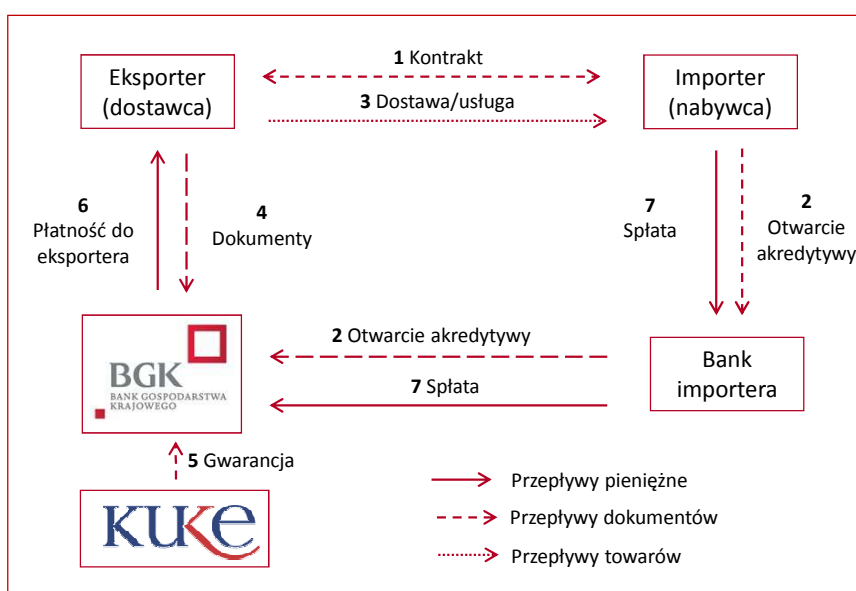 Eksporter
(dostawca)
1 Kontrakt
3 Dostawa/usługa
Importer
(nabywca)
6
Płatność do
eksportera
4
Dokumenty
7
Spłata
2
Otwarcie
akredytywy
BGK
BANK GOSPODARSTWA
KRAJOWEGO
2 Otwarcie akredytywy
7 Spłata
Bank
importera
5 Gwarancja
KUKE
Przepływy pieniężne
Przepływy dokumentów
Przepływy towarów